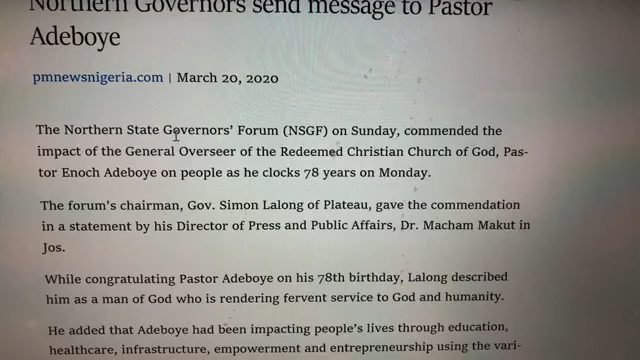 Northern Governors send message to Pastor
Adeboye
pmnewsnigeria.com | March 20, 2020
The Northern State Governors' Forum (NSGF) on Sunday, commended the
impact of the General Overseer of the Redeemed Christian Church of God, Pas-
tor Enoch Adeboye on people as he clocks 78 years on Monday.
The forum's chairman, Gov. Simon Lalong of Plateau, gave the commendation
in a statement by his Director of Press and Public Affairs, Dr. Macham Makut in
Jos.
While congratulating Pastor Adeboye on his 78th birthday, Lalong described
him as a man of God who is rendering fervent service to God and humanity.
He added that Adeboye had been impacting people's lives through education,
healthcare, infrastructure, empowerment and entrepreneurship using the vari-